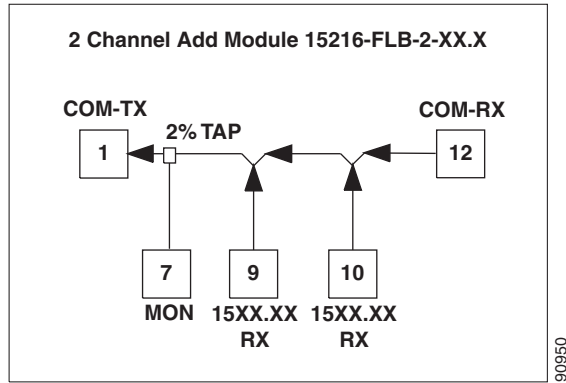 2 Channel Add Module 15216-FLB-2-XX.X
COM-TX
COM-RX
2% TAP
1
12
7
9
10
MON
15XX.XX
RX
15XX.XX
RX
90950